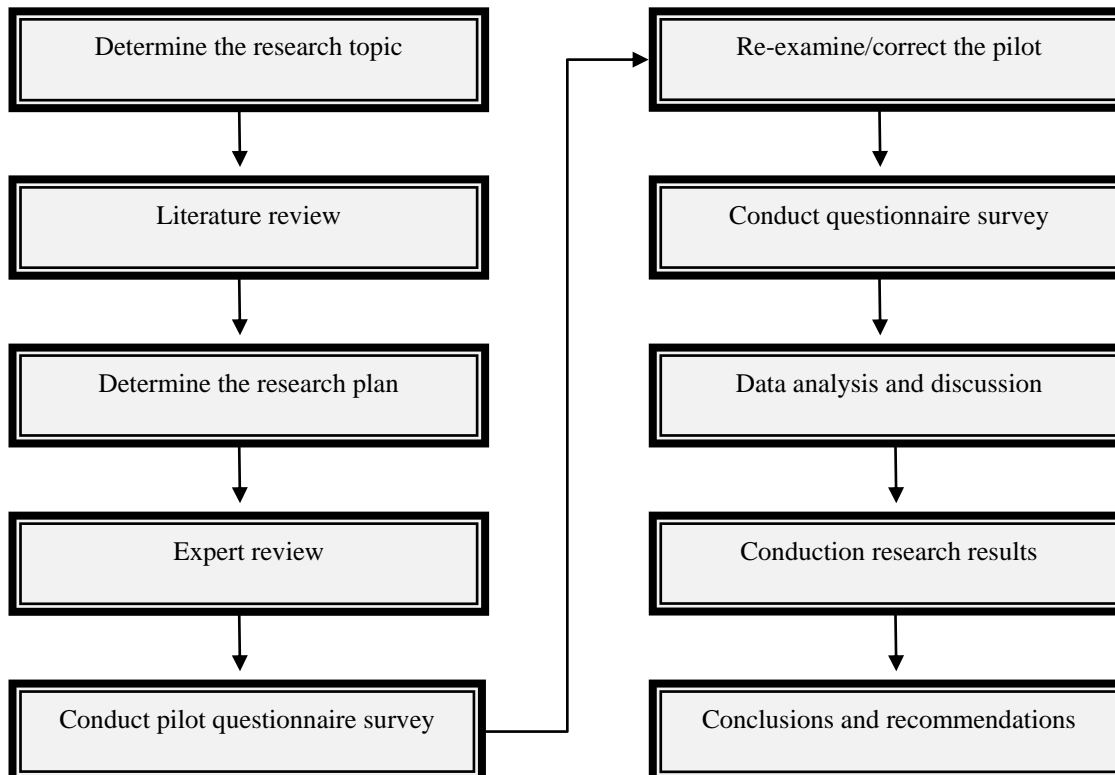 Determine the research topic
Literature review
Determine the research plan
Expert review
Conduct pilot questionnaire survey
Re-examine/correct the pilot
Conduct questionnaire survey
Data analysis and discussion
Conduction research results
Conclusions and recommendations